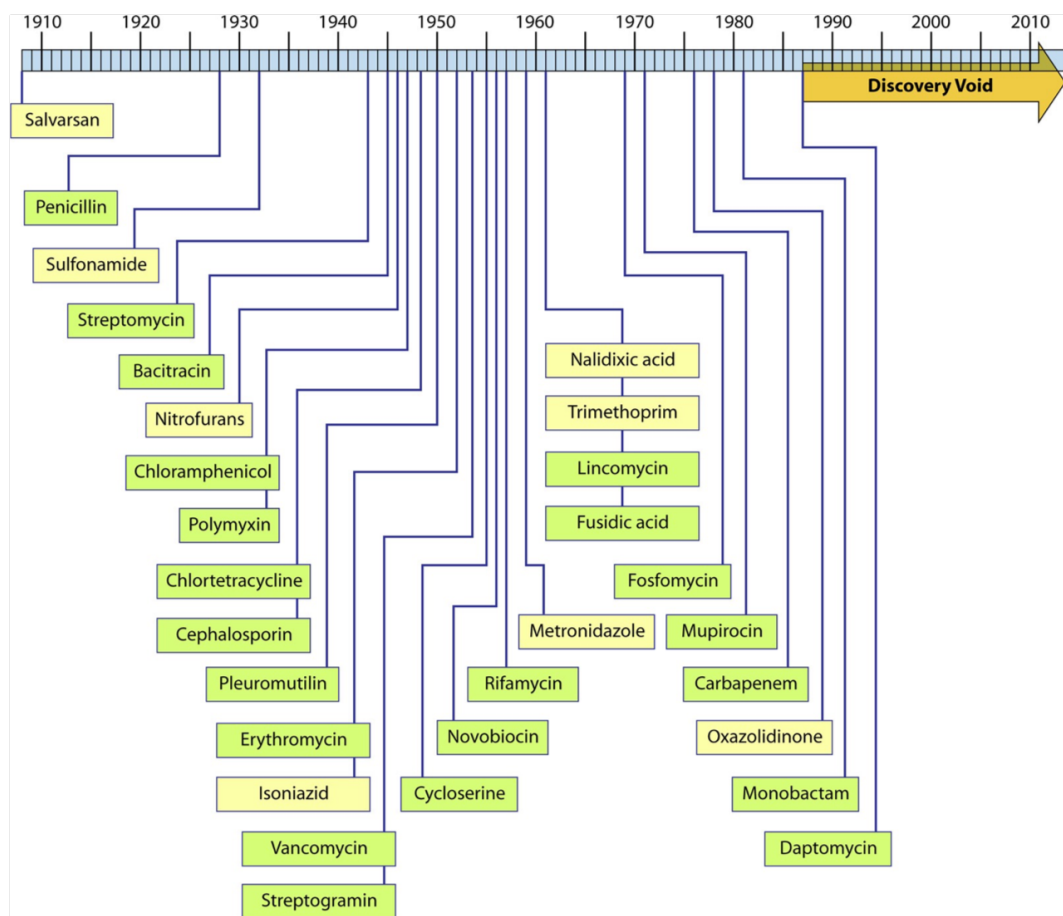 1910 1920 1930 1940 1950 1960 1970 1980 1990 2000 2010
Discovery Void
Salvarsan
Penicillin
Sulfonamide
Streptomycin
Bacitracin
Nitrofurans
Chloramphenicol
Polymyxin
Chlortetracycline
Cephalosporin
Pleuromutilin
Erythromycin
Isoniazid
Vancomycin
Streptogramin
Cycloserine
Novobiocin
Rifamycin
Metronidazole
Nalidixic acid
Trimethoprim
Lincomycin
Fusidic acid
Fosfomycin
Mupirocin
Carbapenem
Oxazolidinone
Monobactam
Daptomycin